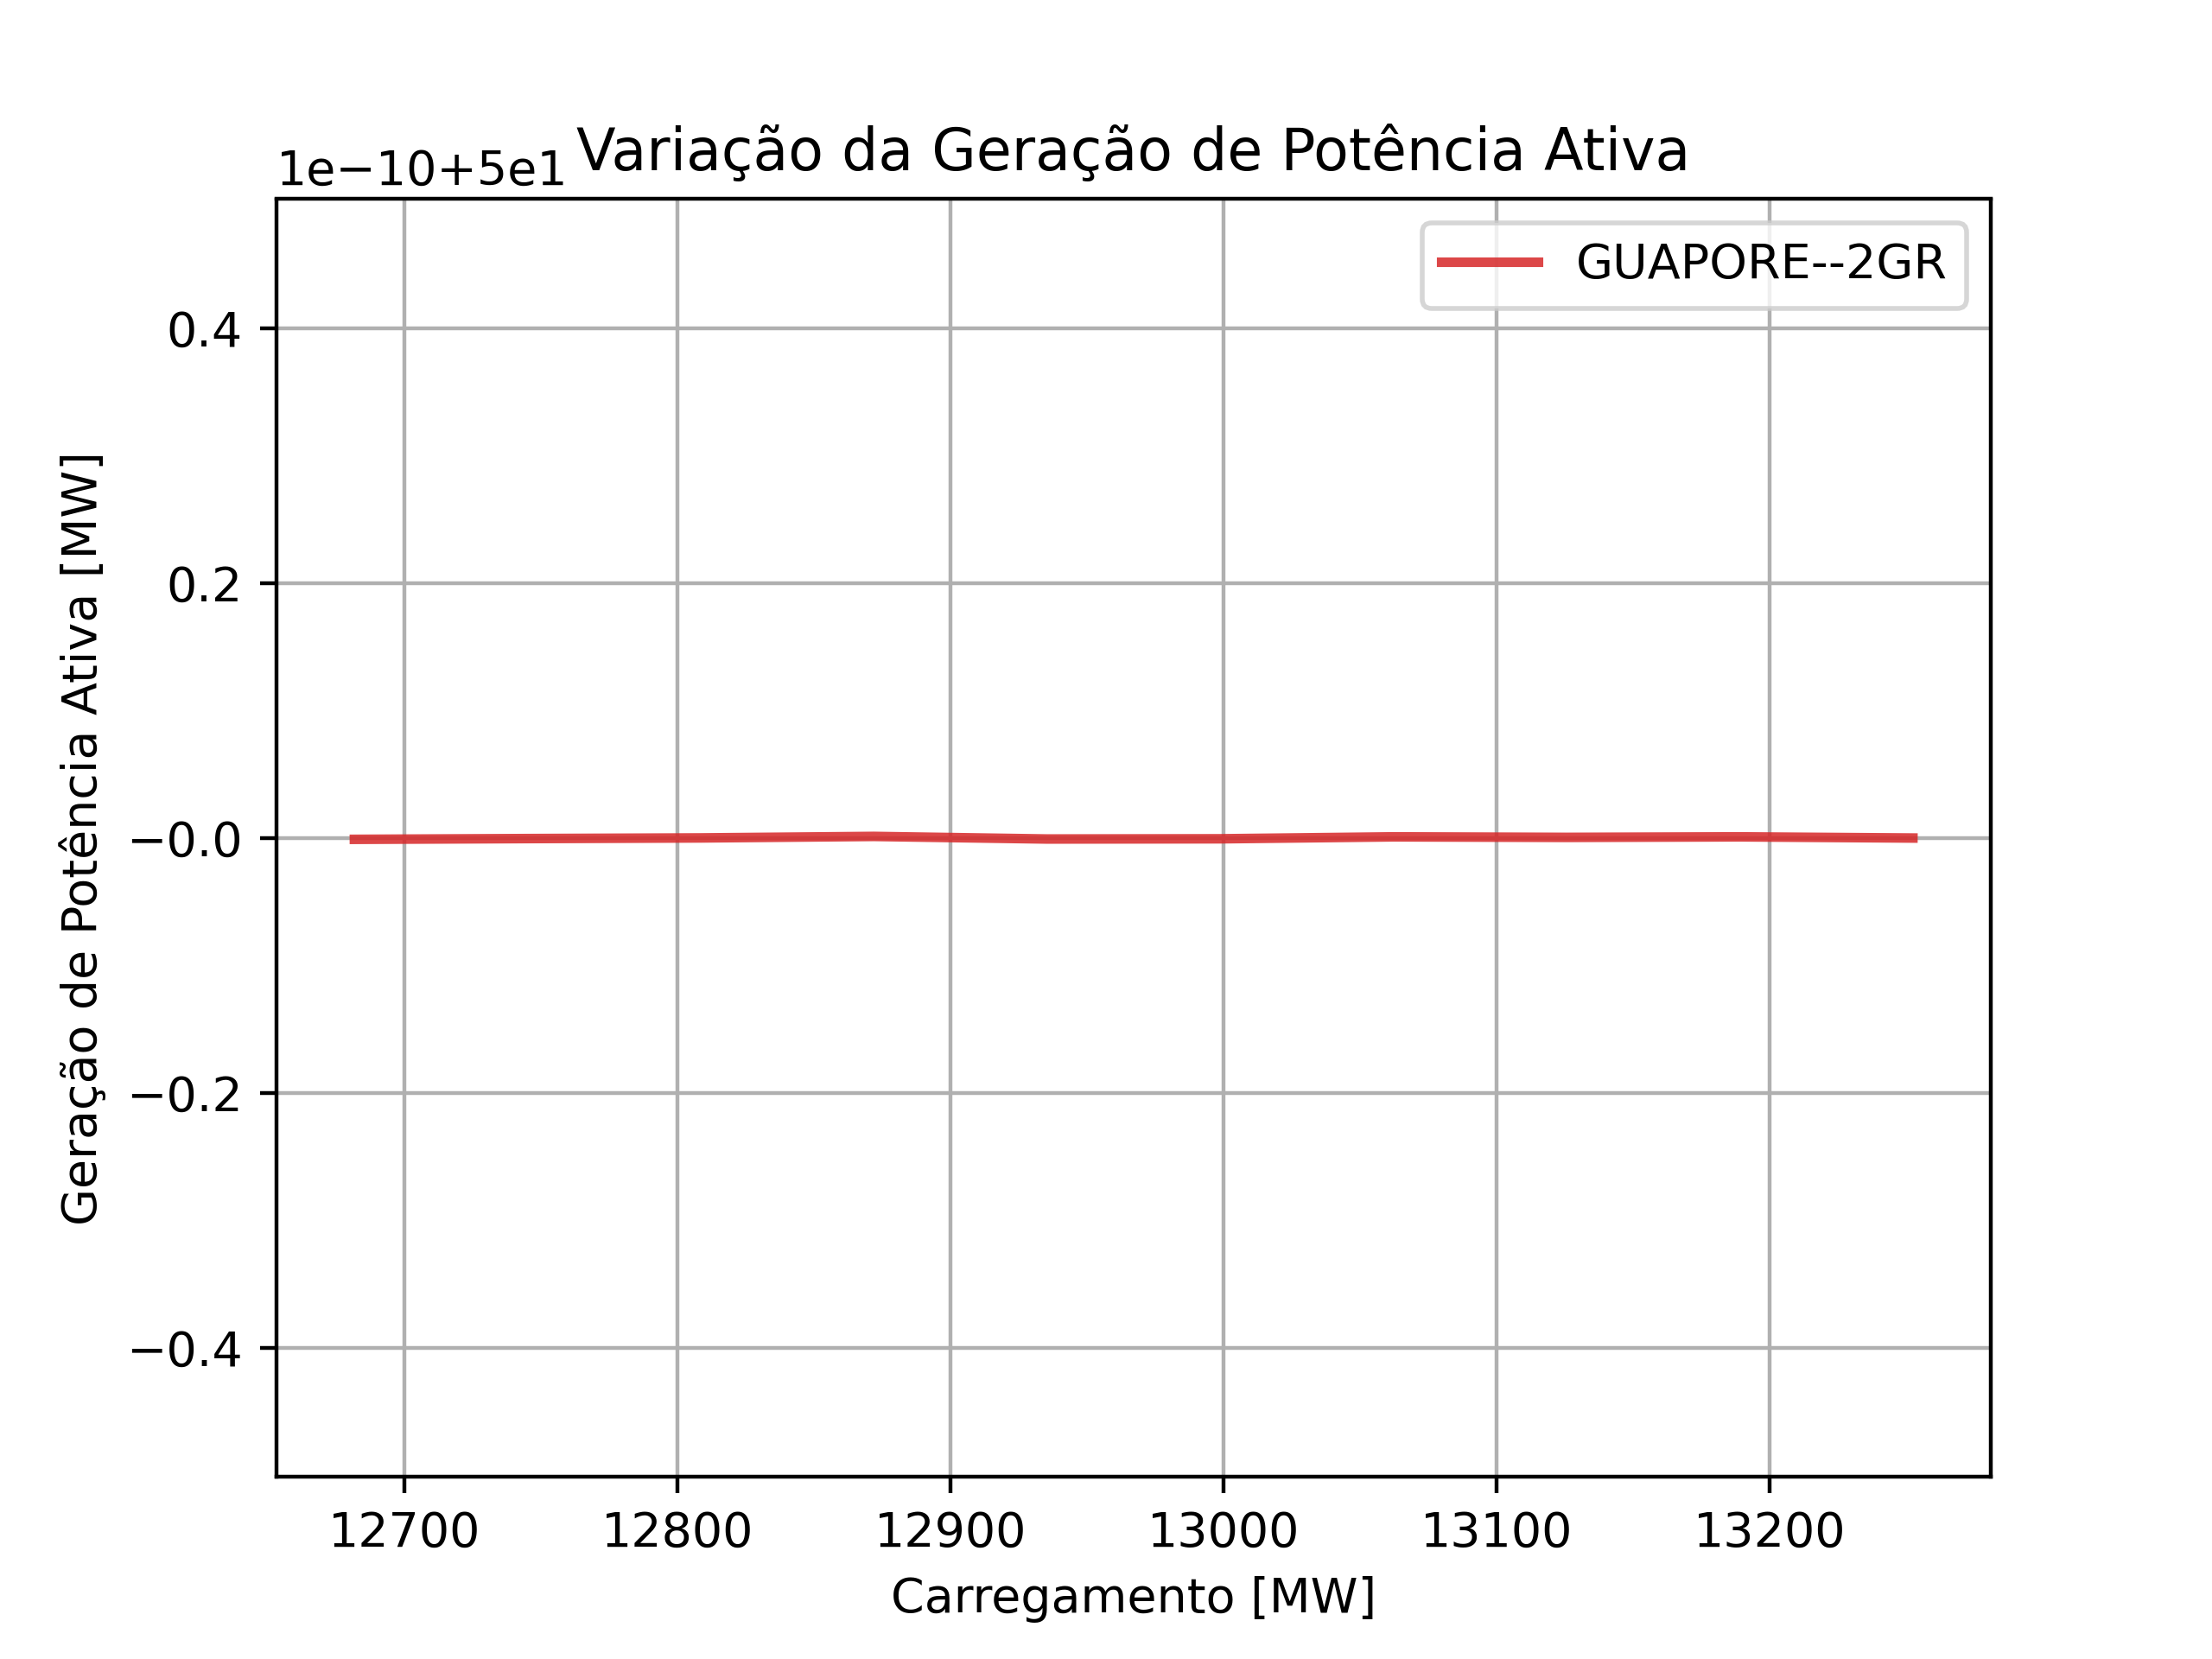 Variação da Geração de Potência Ativa
1e−10+5e1
GUAPORE--2GR
0.4
0.2
−0.0
−0.2
−0.4
Geração de Potência Ativa [MW]
12700 12800 12900 13000 13100 13200
Carregamento [MW]